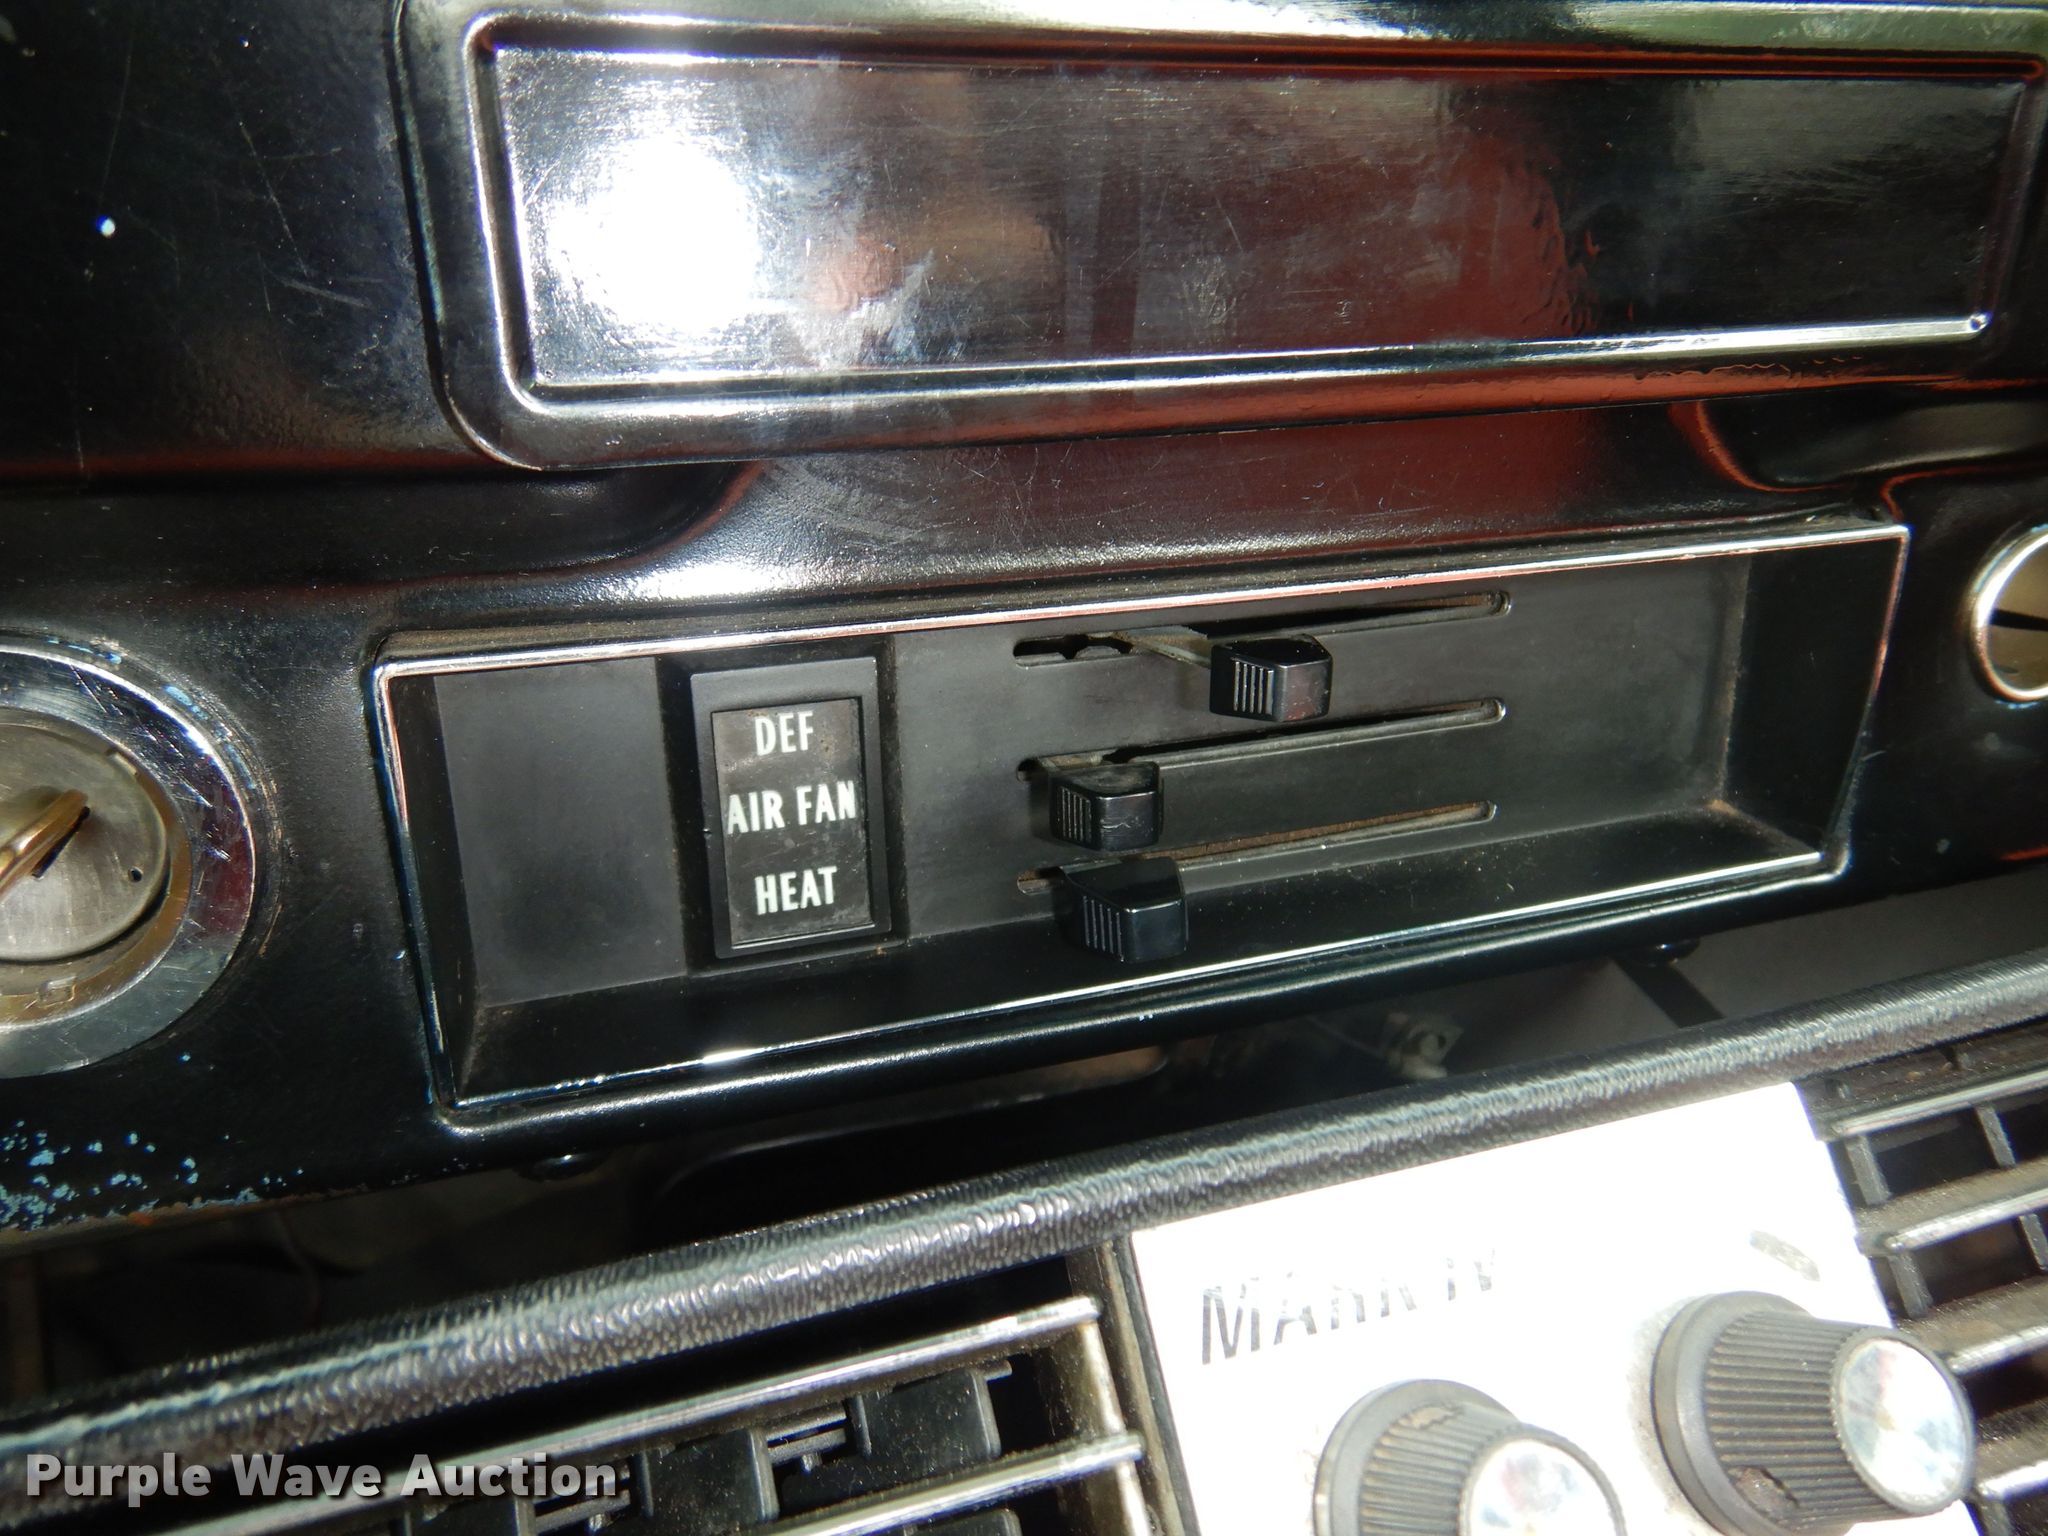 DEF
AIR FAN
HEAT
MARK IV
Purple Wave Auction